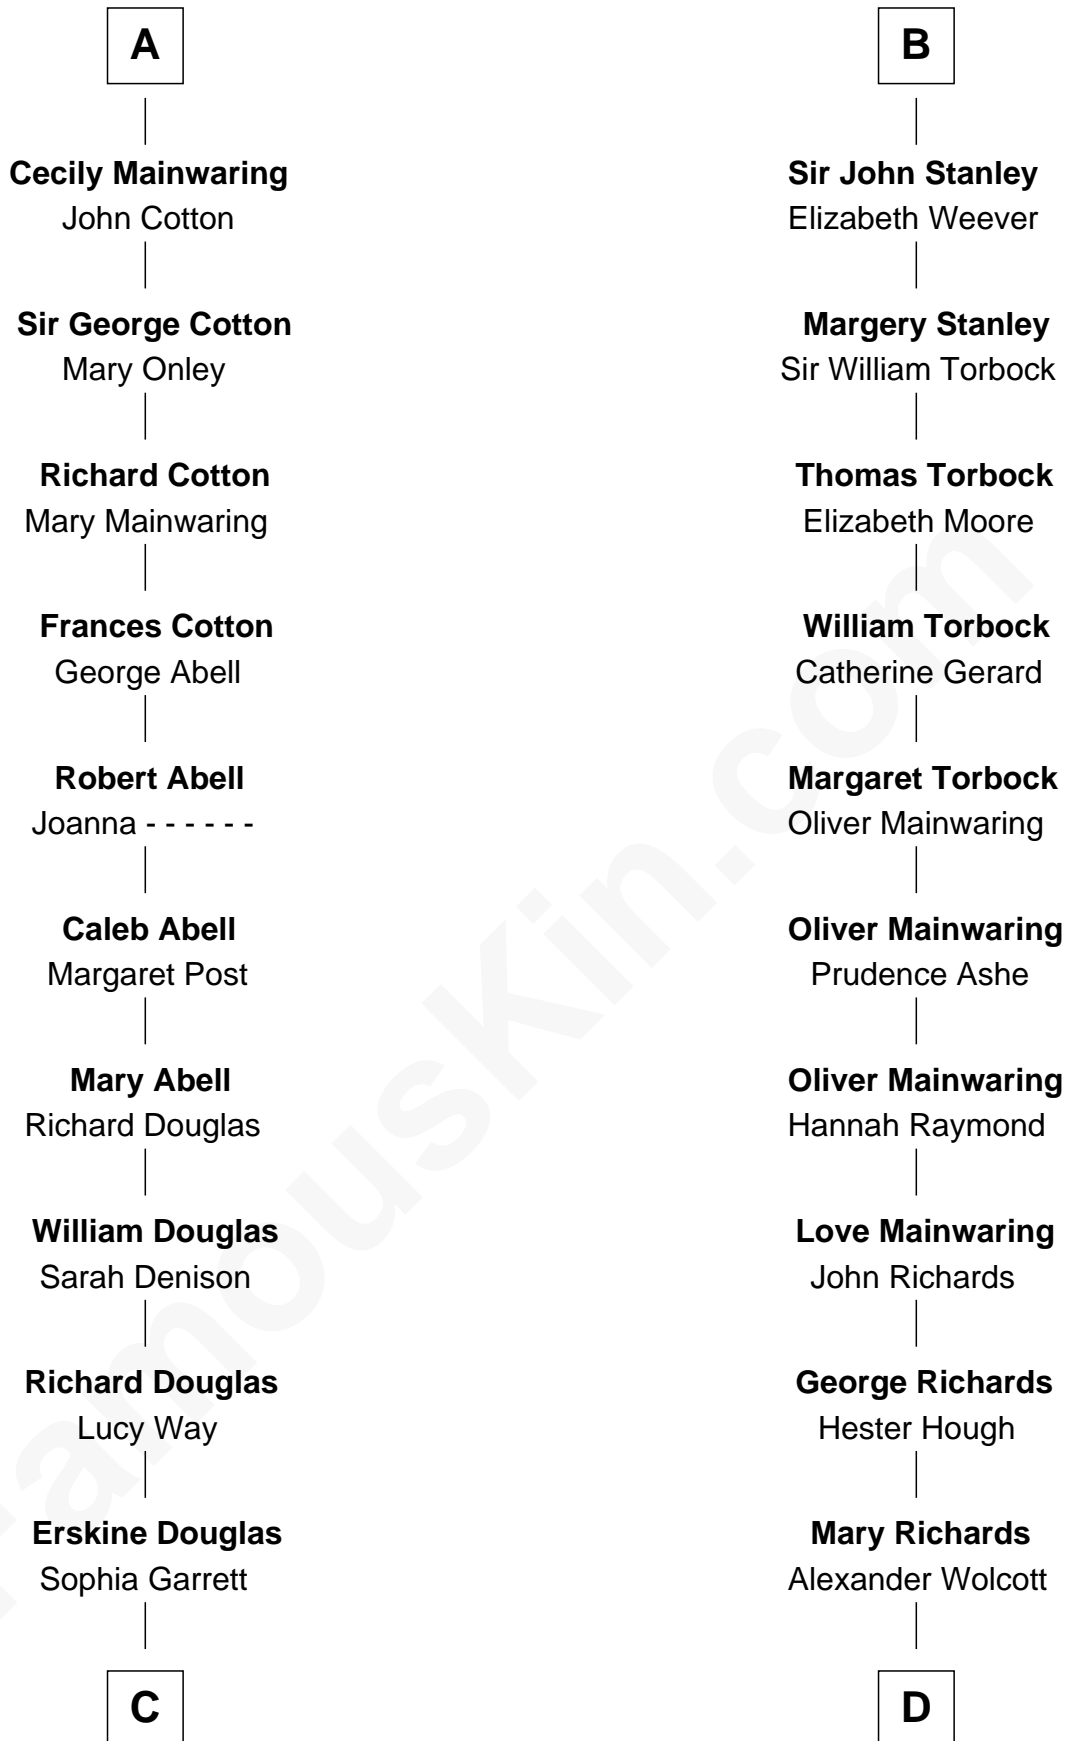 A
Cecily Mainwaring
John Cotton
Sir George Cotton
Mary Onley
Richard Cotton
Mary Mainwaring
Frances Cotton
George Abell
Robert Abell
Joanna - - - - - -
Caleb Abell
Margaret Post
Mary Abell
Richard Douglas
William Douglas
Sarah Denison
Richard Douglas
Lucy Way
Erskine Douglas
Sophia Garrett
C
B
Sir John Stanley
Elizabeth Weever
Margery Stanley
Sir William Torbock
Thomas Torbock
Elizabeth Moore
William Torbock
Catherine Gerard
Margaret Torbock
Oliver Mainwaring
Oliver Mainwaring
Prudence Ashe
Oliver Mainwaring
Hannah Raymond
Love Mainwaring
John Richards
George Richards
Hester Hough
Mary Richards
Alexander Wolcott
D
FamousKin.com